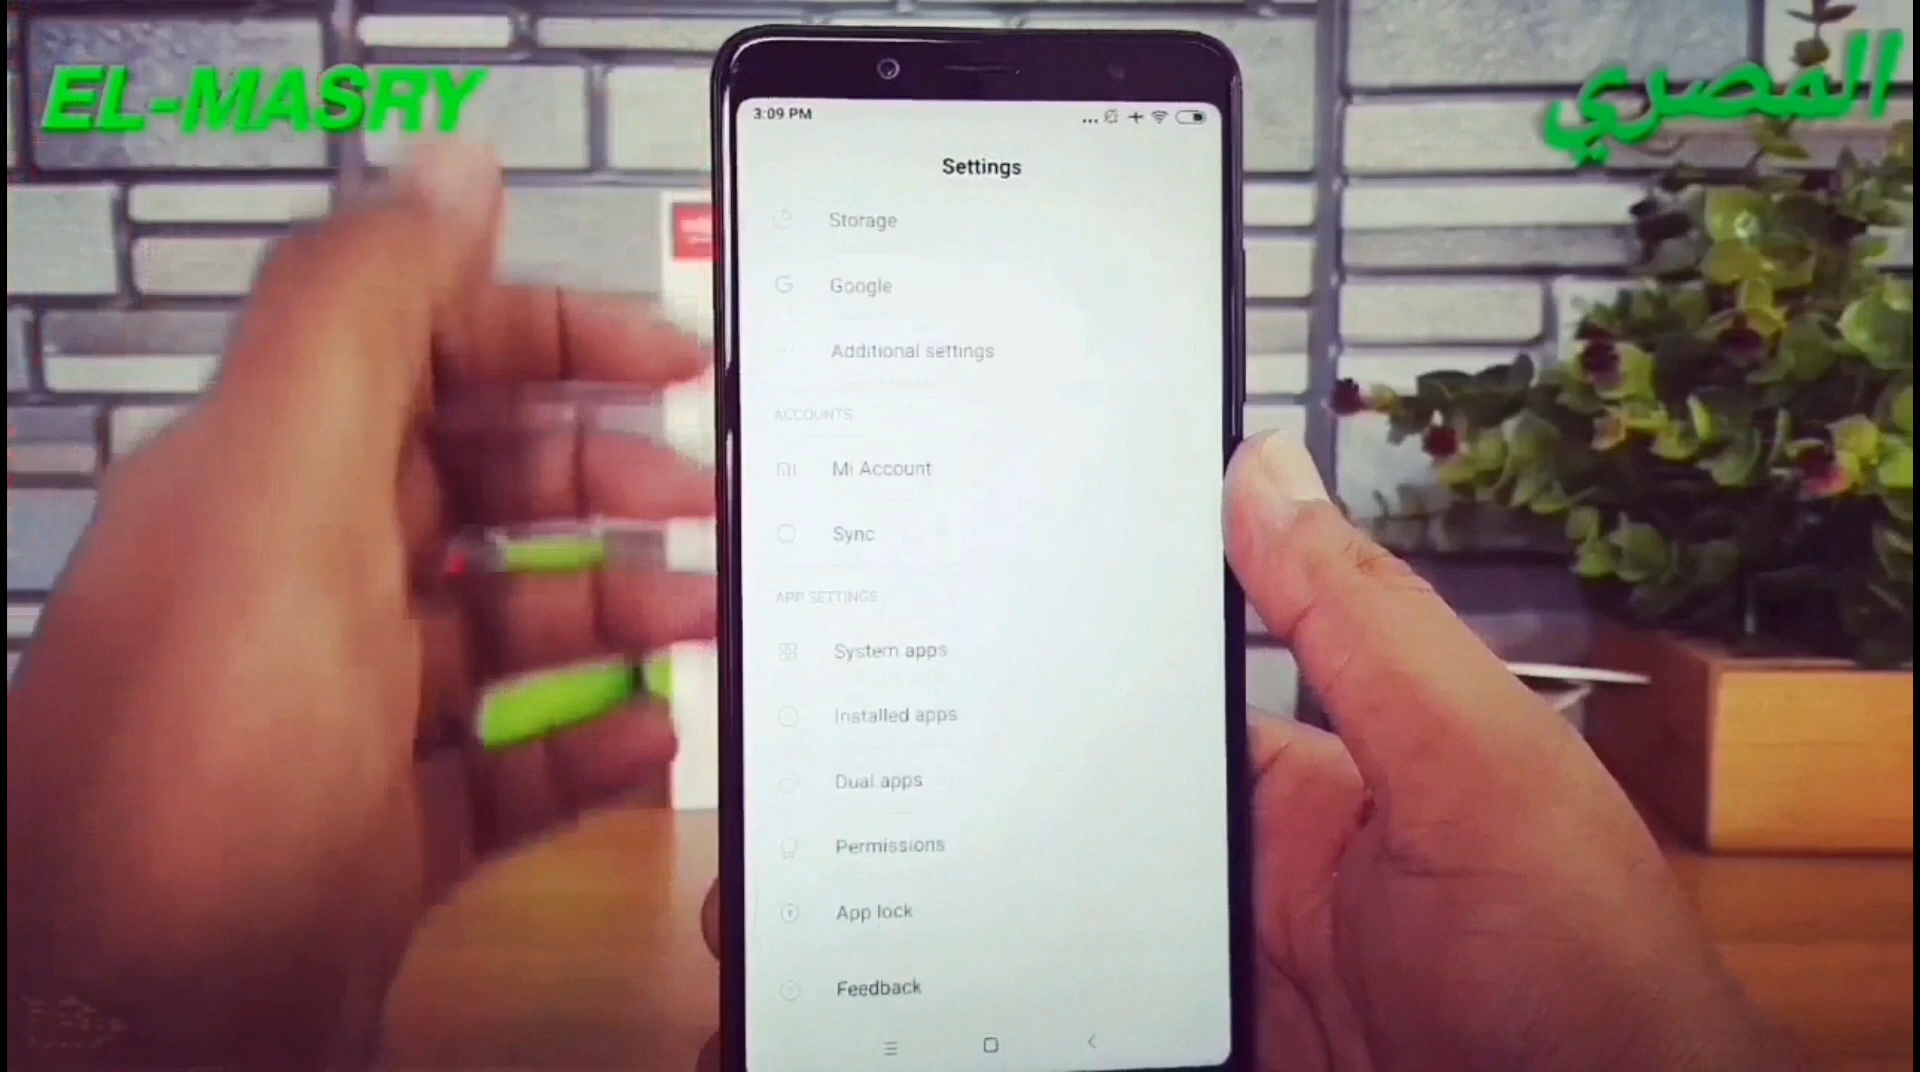 EL-MASRY
المصري
3:09 PM
Settings
Storage
Google
Additional settings
ACCOUNTS
Mi Account
Sync
APP SETTINGS
System apps
Installed apps
Dual apps
Permissions
App lock
Feedback